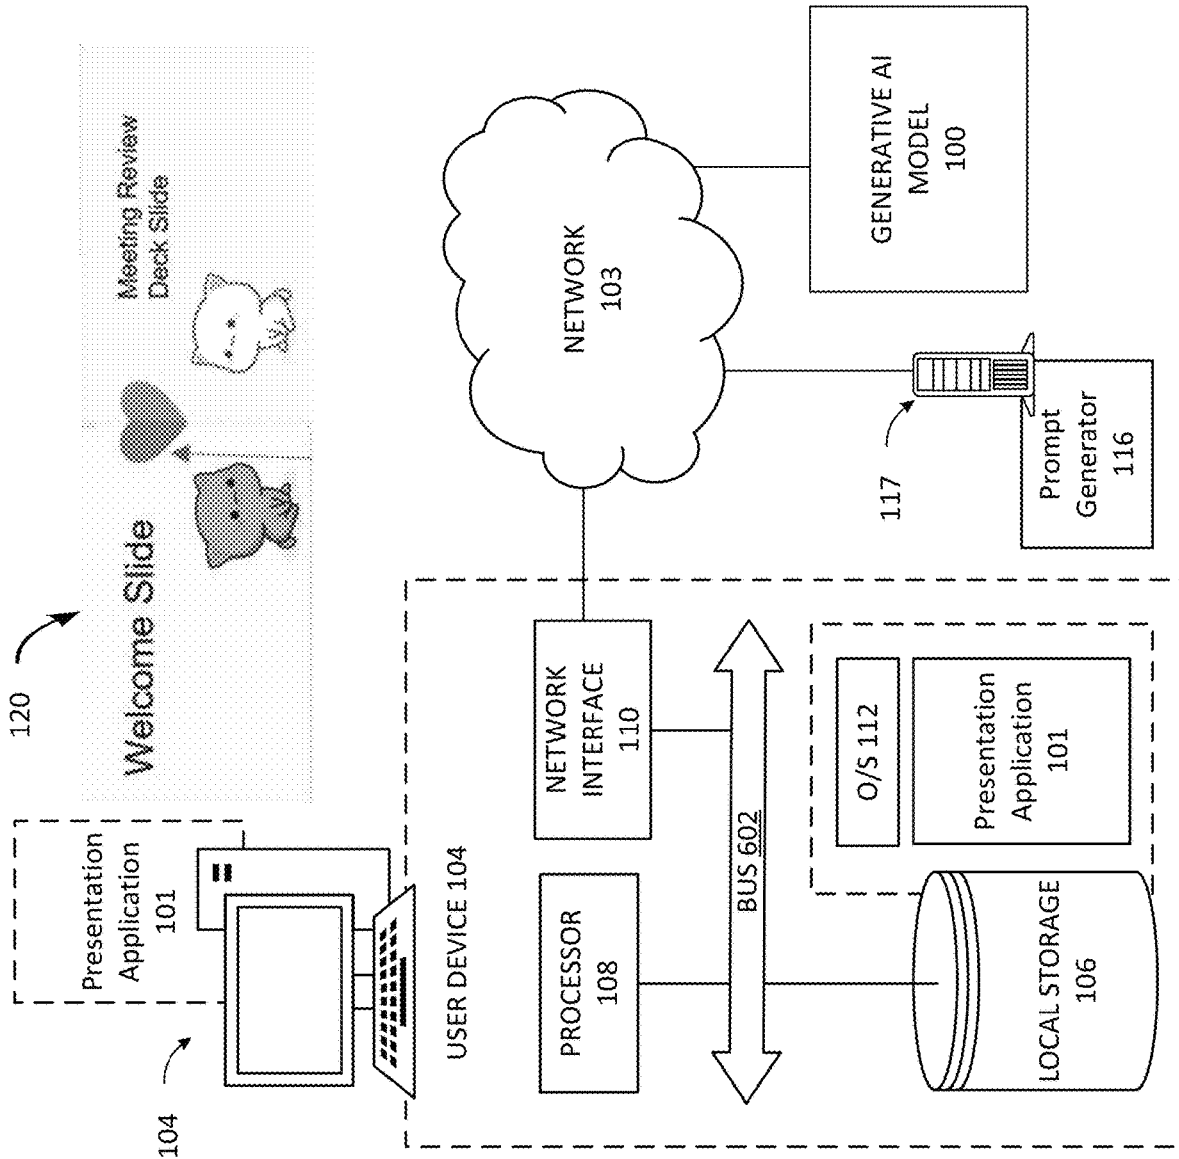 104
Presentation
Application
101
120
Welcome Slide
Meeting Review
Deck Slide
USER DEVICE 104
PROCESSOR
108
NETWORK
INTERFACE
110
BUS 602
LOCAL STORAGE
106
O/S 112
Presentation
Application
101
NETWORK
103
117
Prompt
Generator
116
GENERATIVE AI
MODEL
100